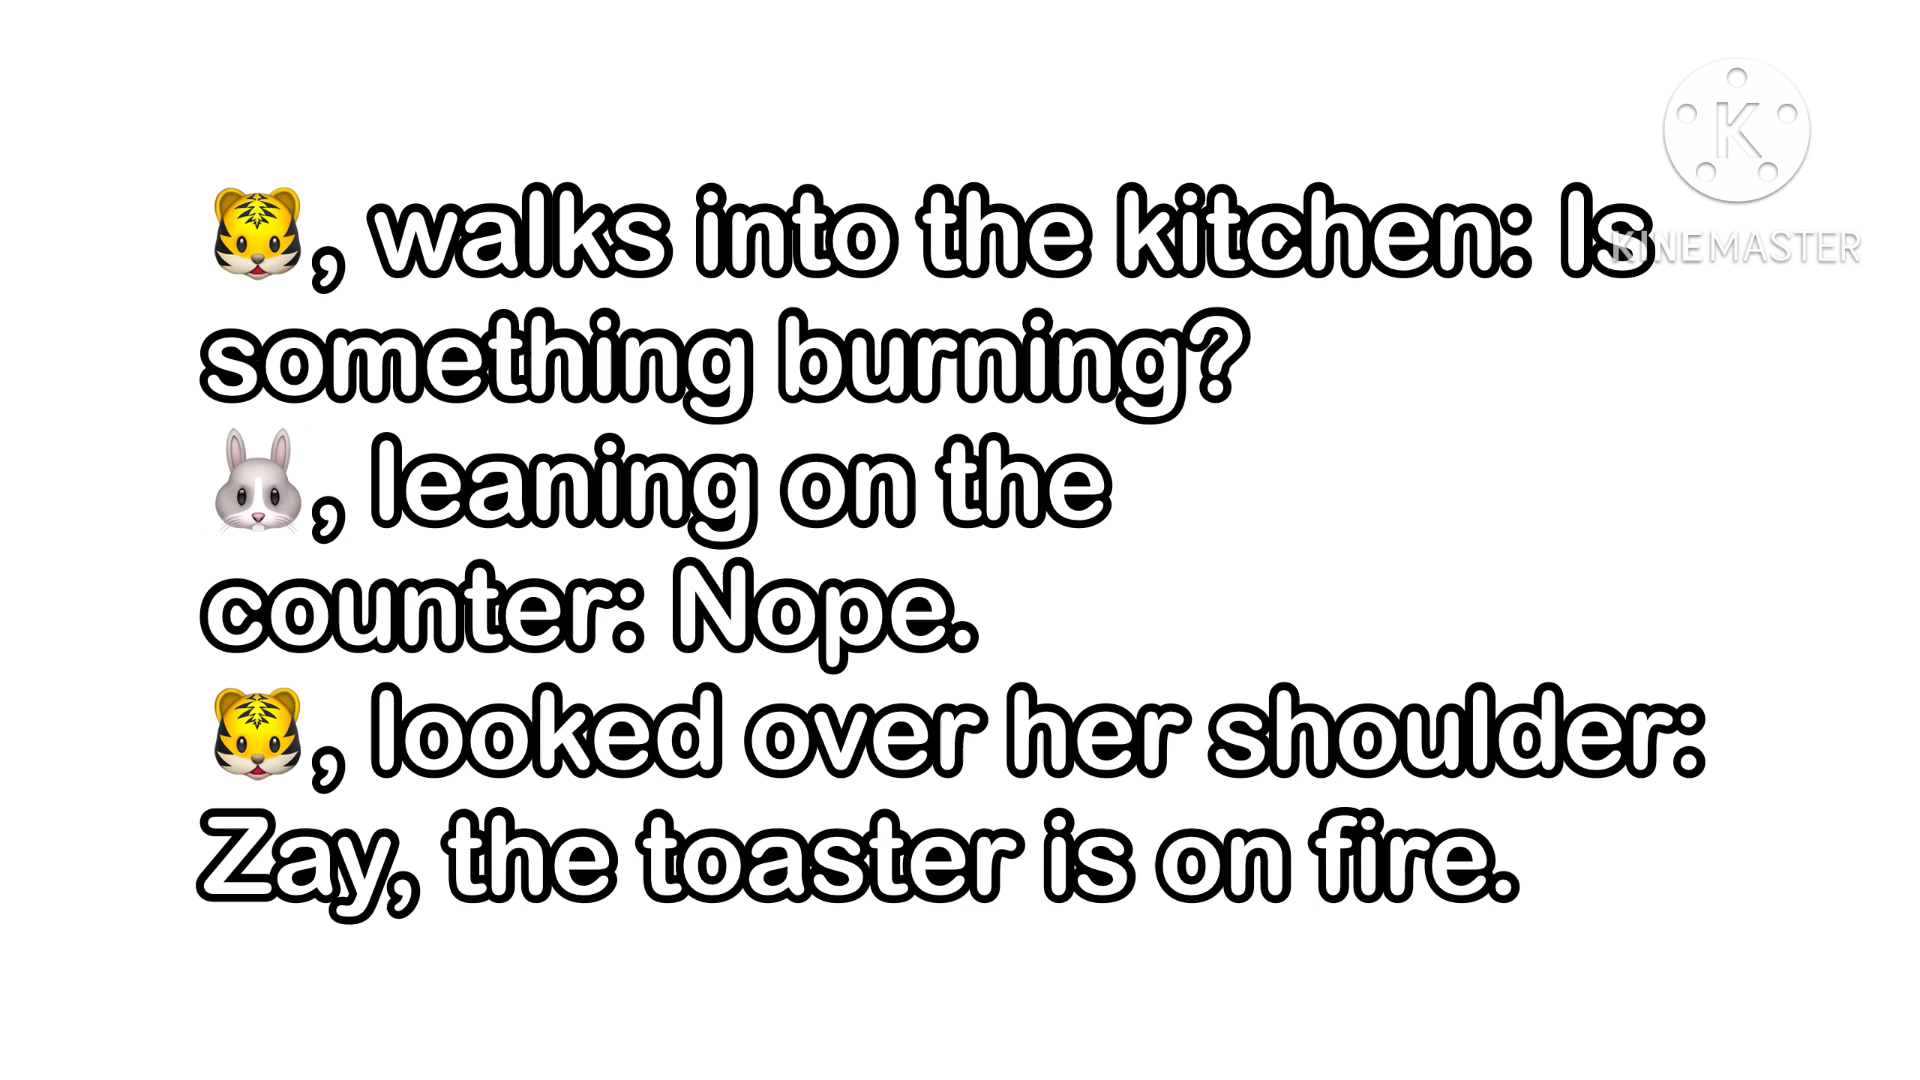 🐯, walks into the kitchen: Is
something burning?
🐰, leaning on the
counter: Nope.
🐯, looked over her shoulder:
Zay, the toaster is on fire.
K
KINEMASTER